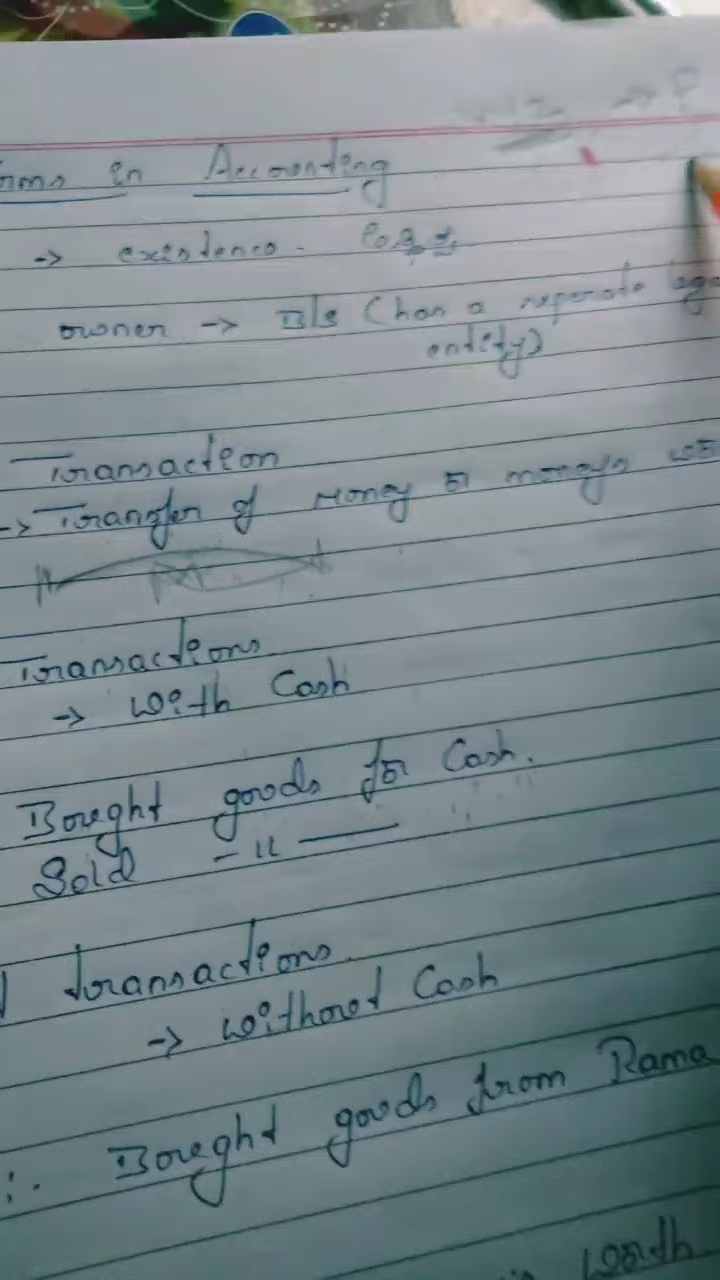 in Accounting
→ existence.
owner → B/s (has a seperate
entity)
Transaction
→ Transfer of Money or money's
Transactions
→ With Cash
Bought goods for Cash.
Sold -11-
transactions.
→ Without Cash
:. Bought goods from Rama
worth